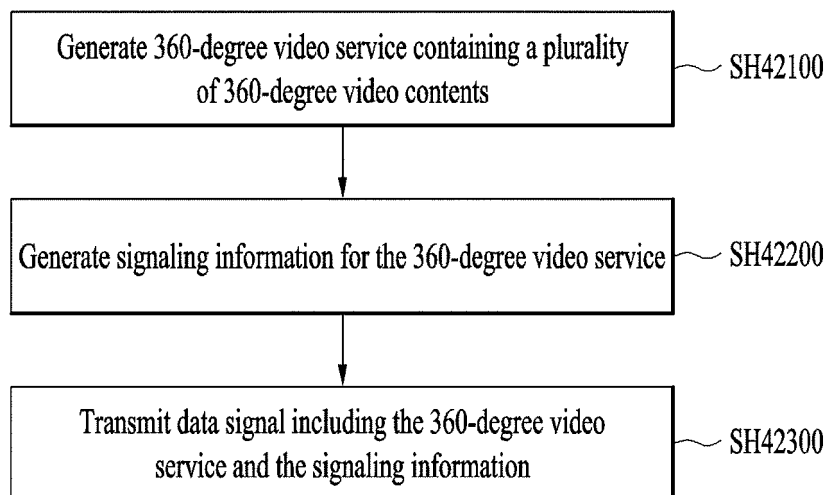 Generate 360-degree video service containing a plurality
of 360-degree video contents
SH42100
Generate signaling information for the 360-degree video service
SH42200
Transmit data signal including the 360-degree video
service and the signaling information
SH42300